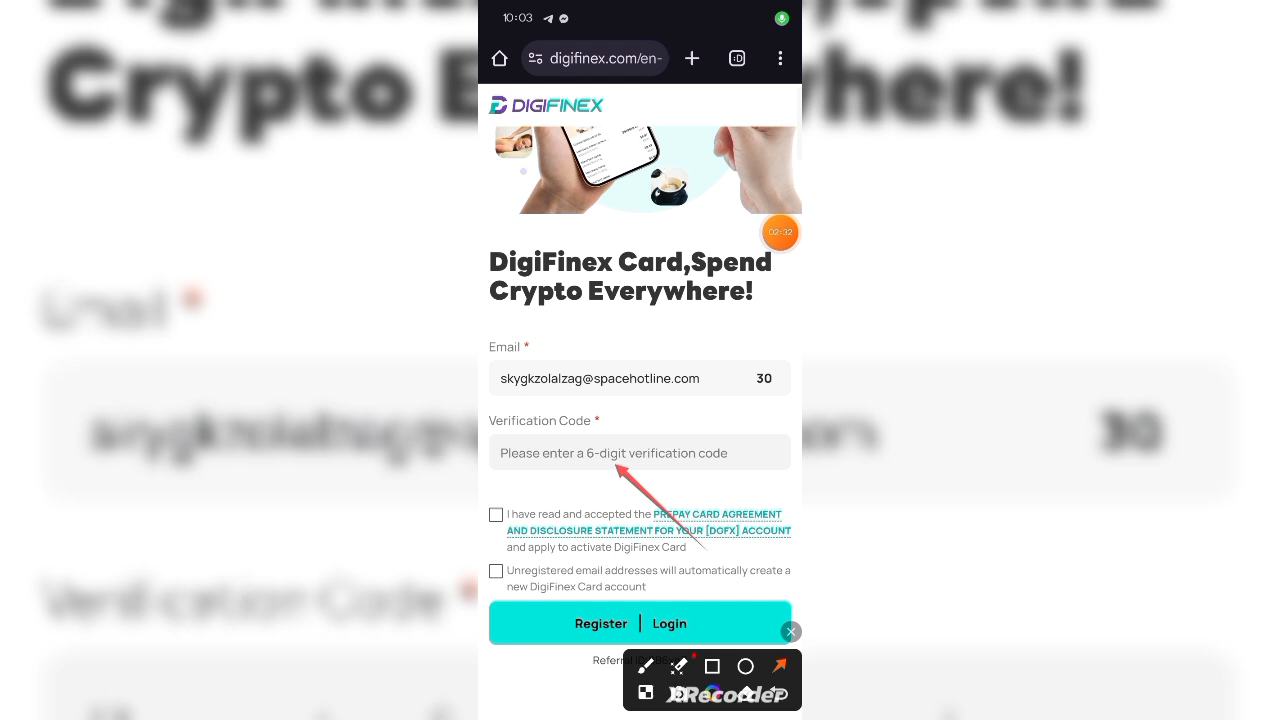 10:03
digifinex.com/en-
DIGIFINEX
02:32
DigiFinex Card,Spend
Crypto Everywhere!
Email *
skygkzolalzag@spacehotline.com 30
Verification Code *
Please enter a 6-digit verification code
I have read and accepted the PREPAY CARD AGREEMENT
AND DISCLOSURE STATEMENT FOR YOUR [DGFX] ACCOUNT
and apply to activate DigiFinex Card
Unregistered email addresses will automatically create a
new DigiFinex Card account
Register | Login
XRecorder